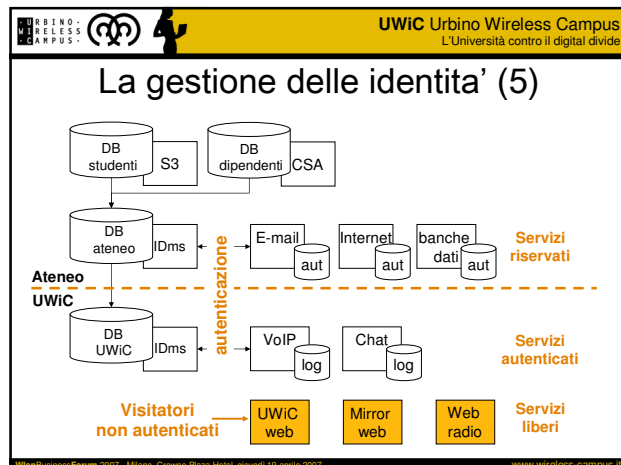 URBINO
WIRELESS
CAMPUS
UWiC Urbino Wireless Campus
L'Università contro il digital divide
La gestione delle identita' (5)
DB
studenti
S3
DB
dipendenti
CSA
DB
ateneo
IDms
autenticazione
E-mail
aut
Internet
aut
banche
dati
aut
Servizi
riservati
Ateneo
UWiC
DB
UWiC
IDms
VoIP
log
Chat
log
Servizi
autenticati
Visitatori
non autenticati
UWiC
web
Mirror
web
Web
radio
Servizi
liberi
WlanBusinessForum 2007 - Milano, Crowne Plaza Hotel, giovedì 19 aprile 2007
www.wireless-campus.it